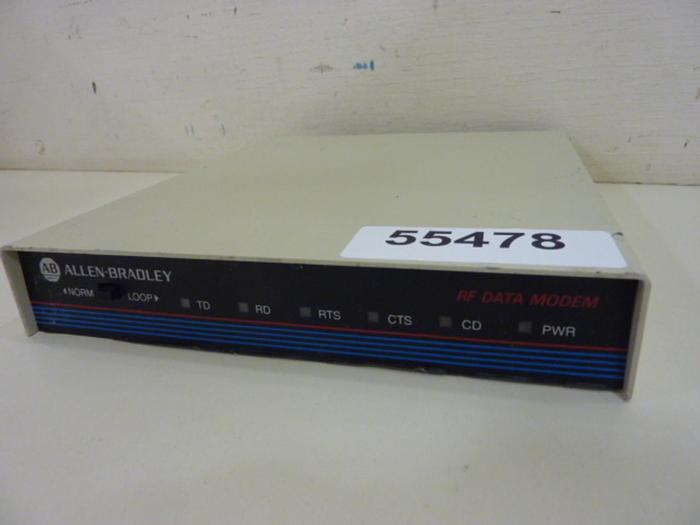 55478
AB ALLEN-BRADLEY
RF DATA MODEM
NORM LOOP TD RD RTS CTS CD PWR